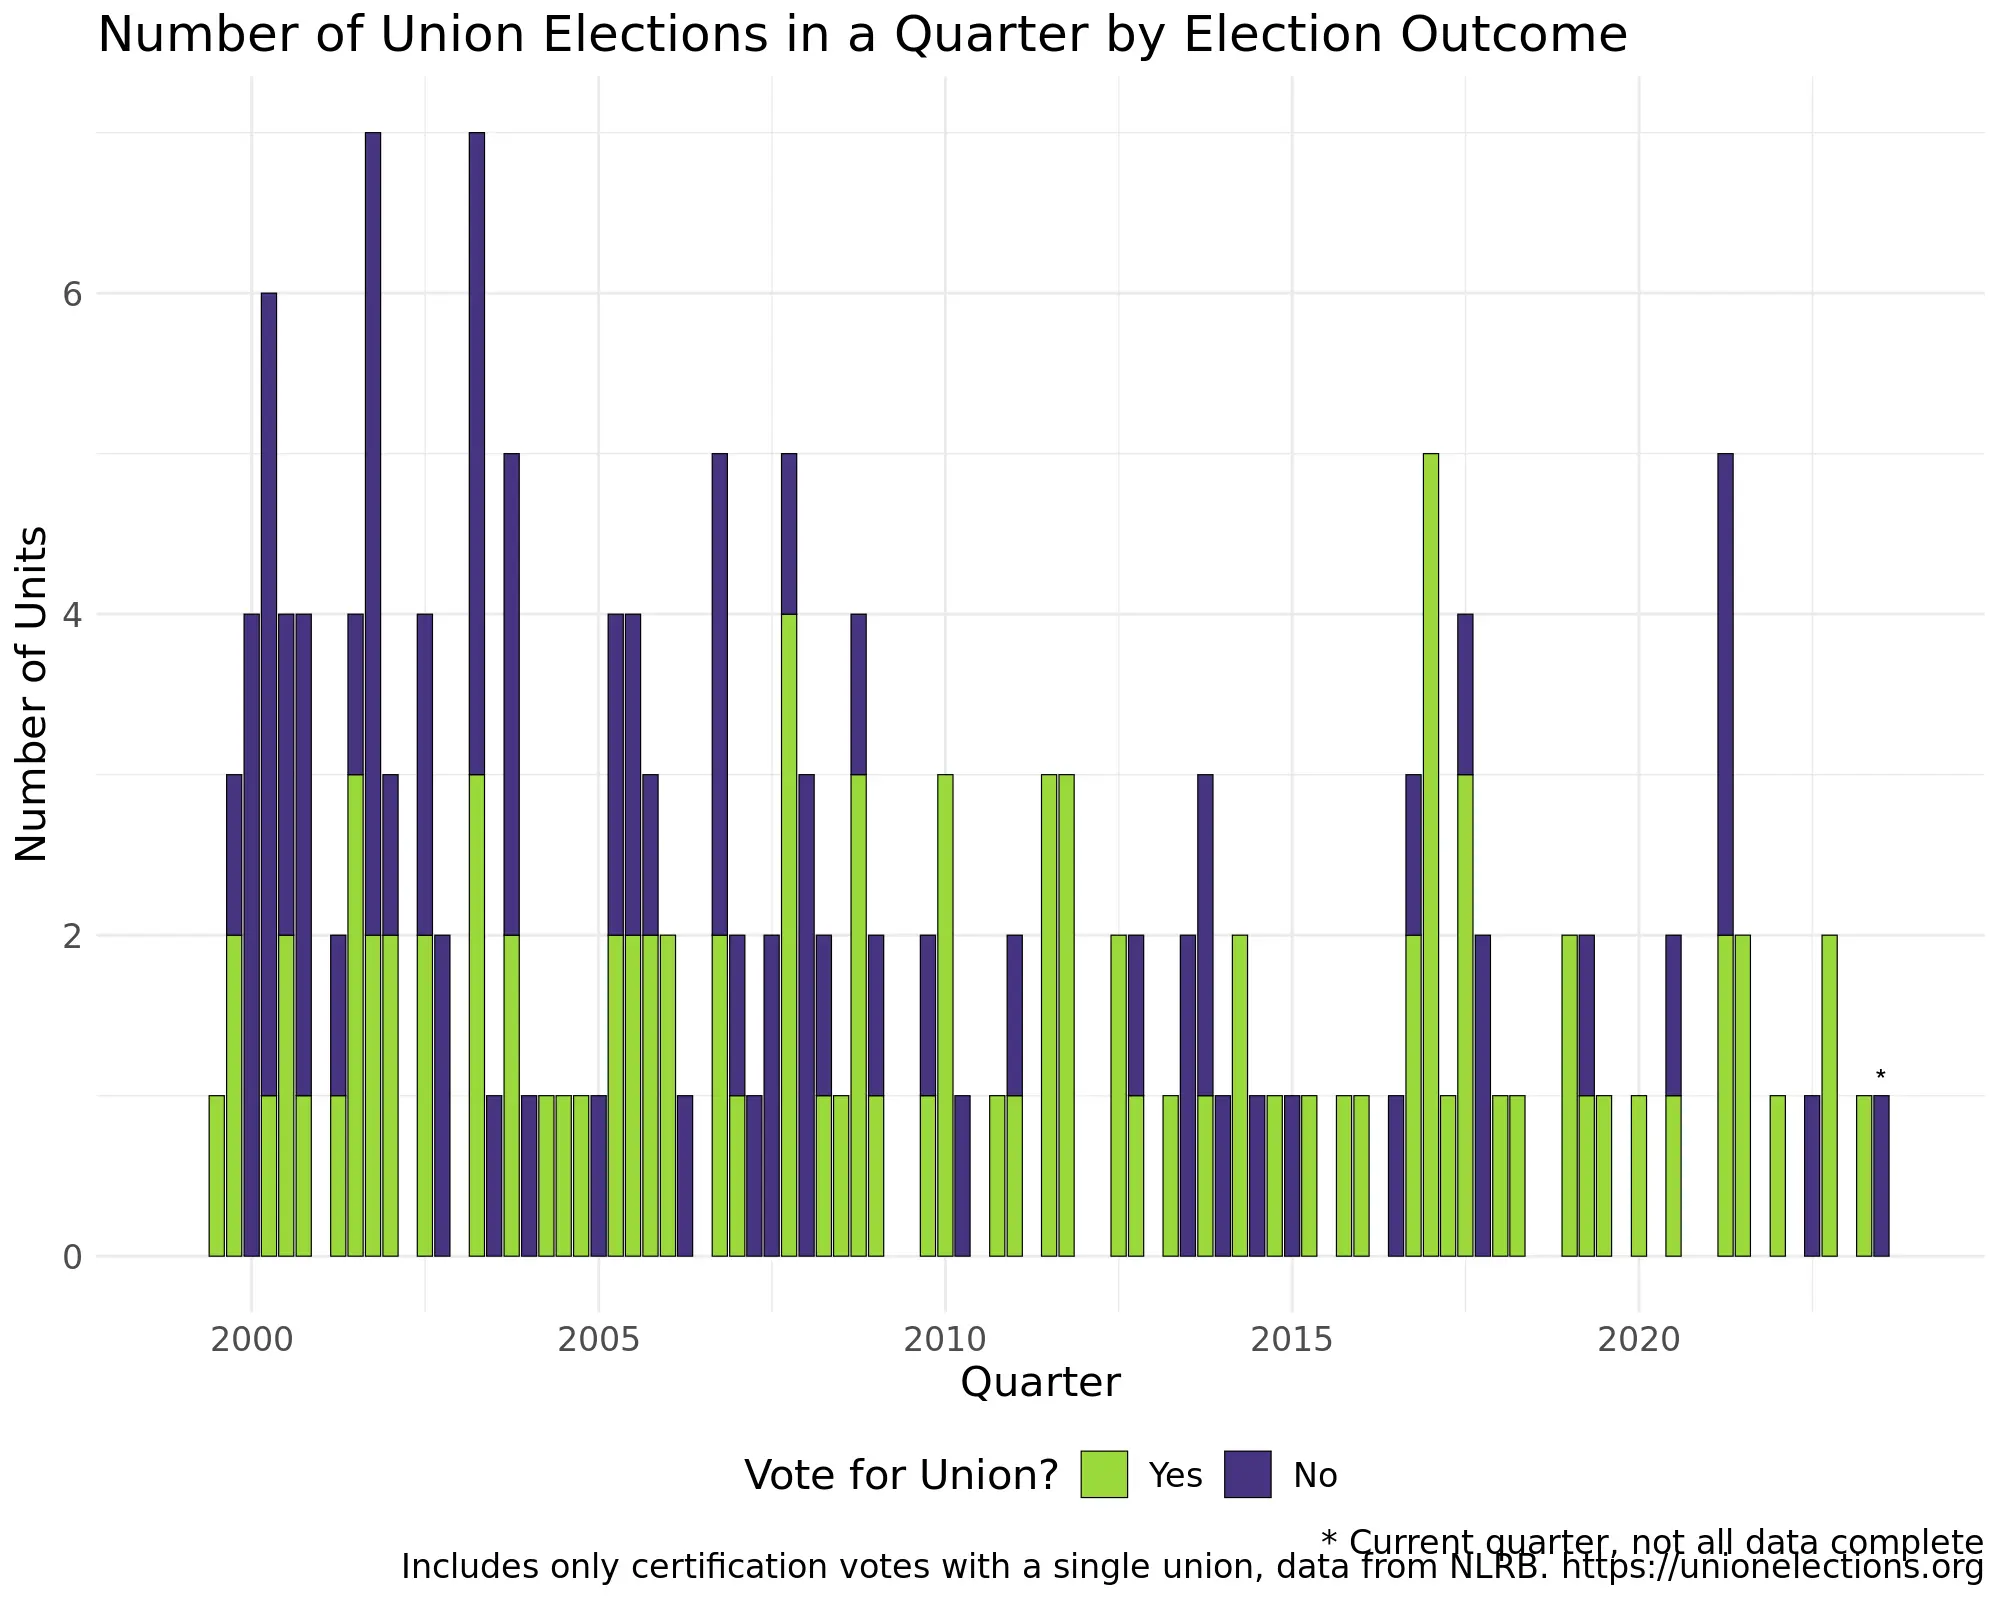 Number of Union Elections in a Quarter by Election Outcome
Number of Units
6
4
2
0
*
2000 2005 2010 2015 2020
Quarter
Vote for Union? Yes No
* Current quarter, not all data complete
Includes only certification votes with a single union, data from NLRB. https://unionelections.org